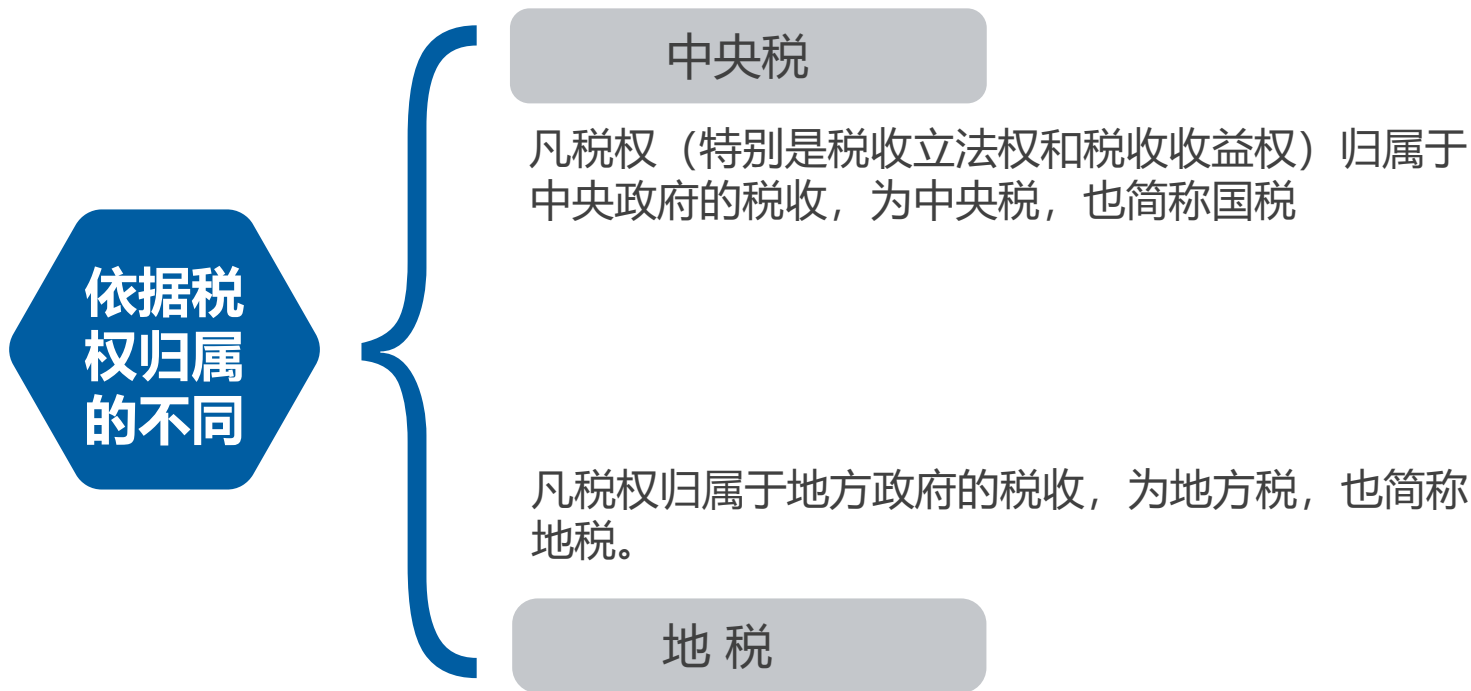 依据税
权归属
的不同
中央税
凡税权（特别是税收立法权和税收收益权）归属于
中央政府的税收，为中央税，也简称国税
凡税权归属于地方政府的税收，为地方税，也简称
地税。
地 税